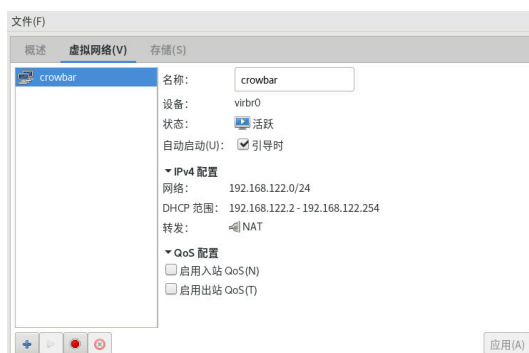 文件(F)
概述 虚拟网络(V) 存储(S)
crowbar
名称: crowbar
设备: virbr0
状态: 活跃
自动启动(U): 引导时
IPv4 配置
网络: 192.168.122.0/24
DHCP 范围: 192.168.122.2 - 192.168.122.254
转发: NAT
QoS 配置
启用入站 QoS(N)
启用出站 QoS(T)
应用(A)